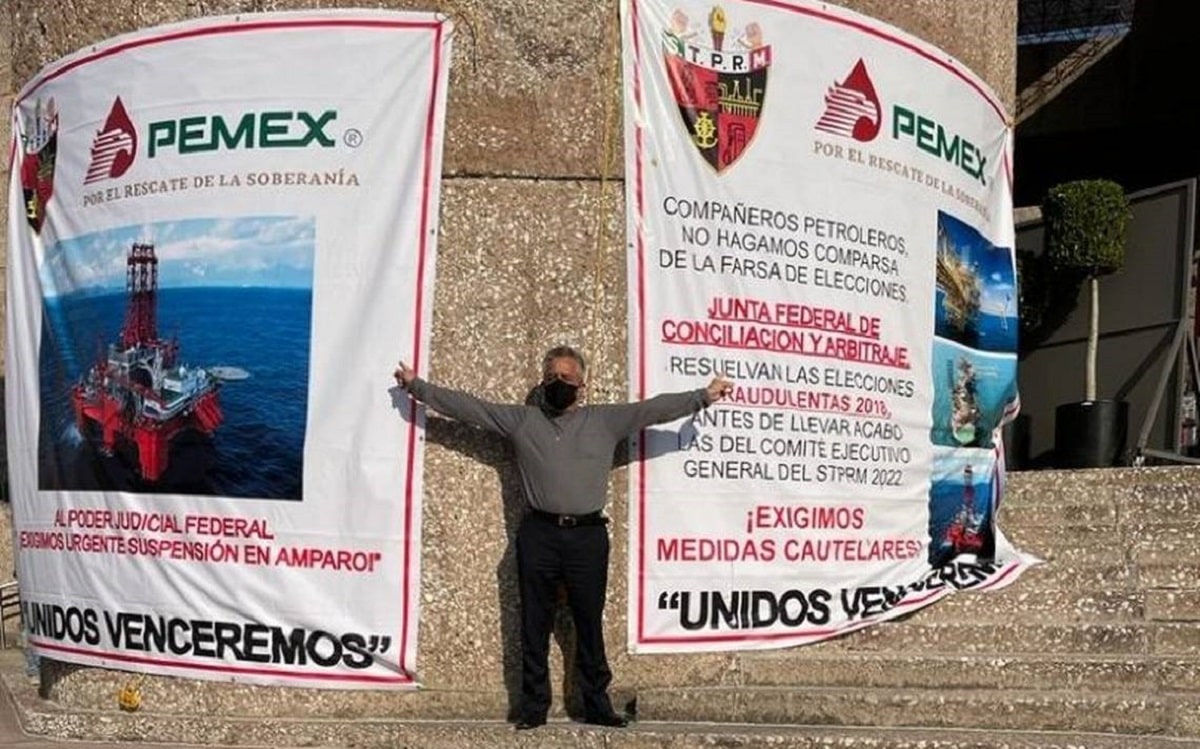 PEMEX®
POR EL RESCATE DE LA SOBERANÍA
AL PODER JUDICIAL FEDERAL
¡EXIGIMOS URGENTE SUSPENSIÓN EN AMPARO!"
"UNIDOS VENCEREMOS"
S.T.P.R.M
PEMEX
POR EL RESCATE DE LA SOBERANÍA
COMPAÑEROS PETROLEROS,
NO HAGAMOS COMPARSA
DE LA FARSA DE ELECCIONES.
JUNTA FEDERAL DE
CONCILIACION Y ARBITRAJE.
RESUELVAN LAS ELECCIONES
FRAUDULENTAS 2018,
ANTES DE LLEVAR ACABO
LAS DEL COMITÉ EJECUTIVO
GENERAL DEL STPRM 2022.
¡EXIGIMOS
MEDIDAS CAUTELARES?
"UNIDOS